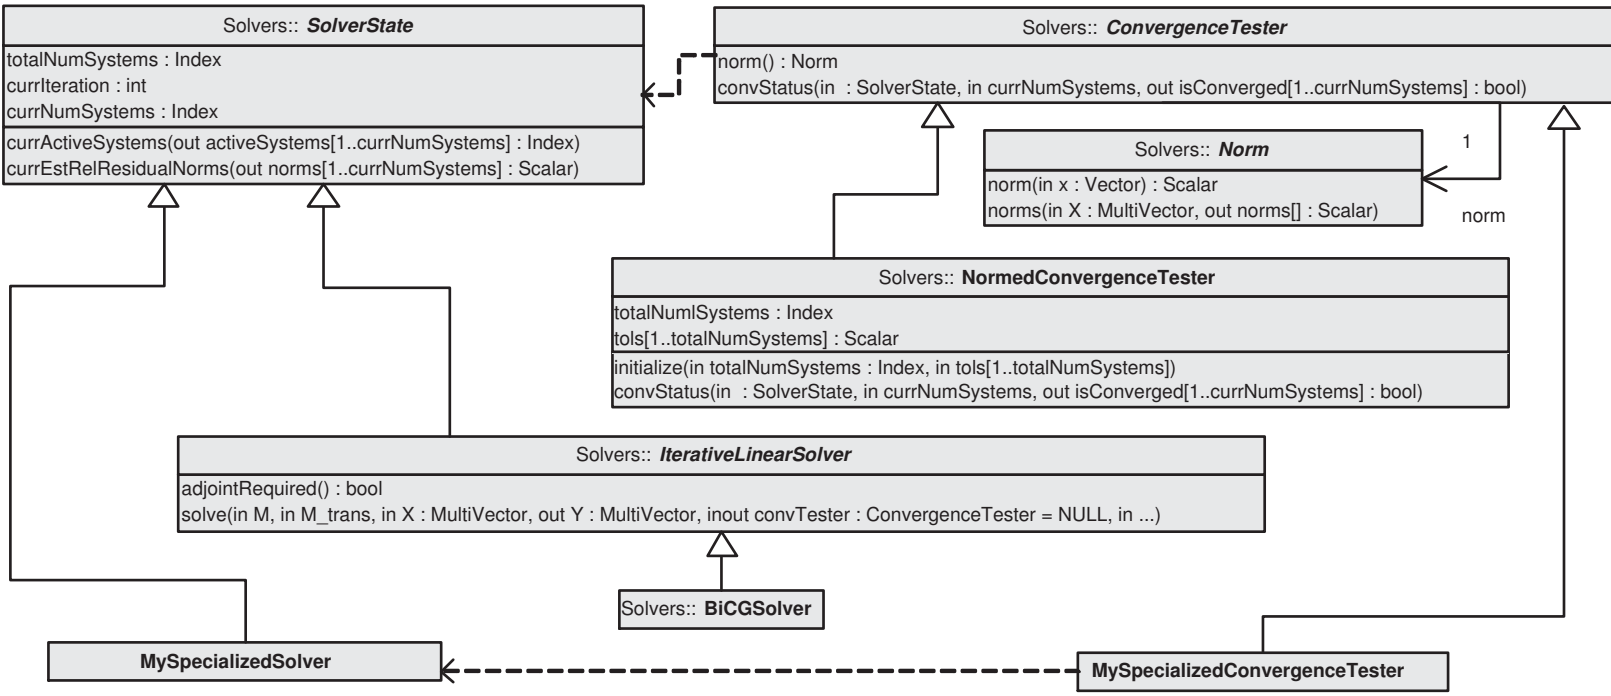 Solvers:: SolverState
totalNumSystems : Index
currIteration : int
currNumSystems : Index
currActiveSystems(out activeSystems[1..currNumSystems] : Index)
currEstRelResidualNorms(out norms[1..currNumSystems] : Scalar)
Solvers:: ConvergenceTester
norm() : Norm
convStatus(in : SolverState, in currNumSystems, out isConverged[1..currNumSystems] : bool)
Solvers:: Norm
norm(in x : Vector) : Scalar
norms(in X : MultiVector, out norms[] : Scalar)
1
norm
Solvers:: NormedConvergenceTester
totalNumlSystems : Index
tols[1..totalNumSystems] : Scalar
initialize(in totalNumSystems : Index, in tols[1..totalNumSystems])
convStatus(in : SolverState, in currNumSystems, out isConverged[1..currNumSystems] : bool)
Solvers:: IterativeLinearSolver
adjointRequired() : bool
solve(in M, in M_trans, in X : MultiVector, out Y : MultiVector, inout convTester : ConvergenceTester = NULL, in ...)
Solvers:: BiCGSolver
MySpecializedSolver
MySpecializedConvergenceTester